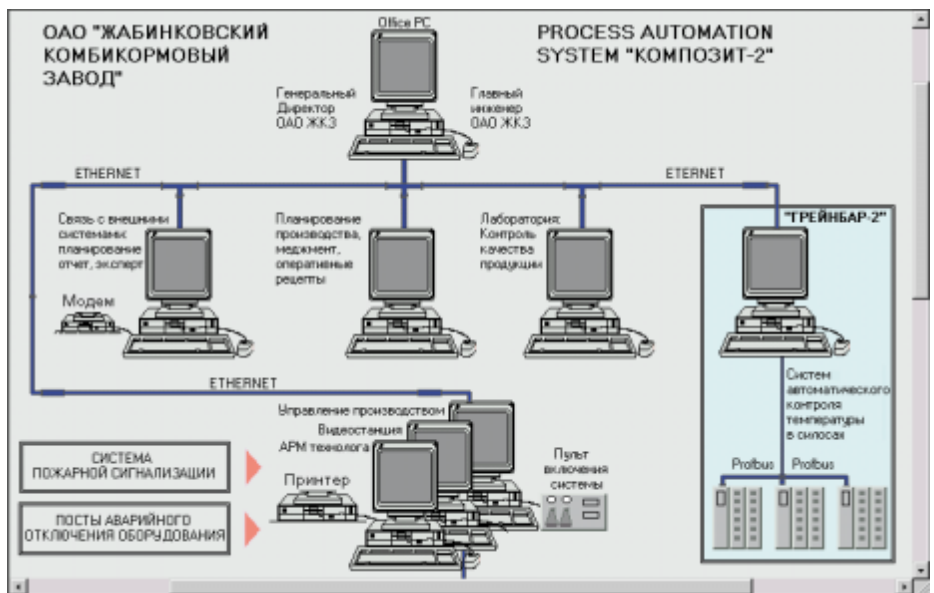 ОАО "ЖАБИНКОВСКИЙ
КОМБИКОРМОВЫЙ
ЗАВОД"
Office PC
PROCESS AUTOMATION
SYSTEM "КОМПОЗИТ-2"
Генеральный
Директор
ОАО ЖКЗ
Главный
инженер
ОАО ЖКЗ
ETHERNET
ETERNET
Связь с внешними
системами:
планирование
отчет, эксперт
Модем
Планирование
производства,
меджмент,
оперативные
рецепты
Лаборатория:
Контроль
качества
продукции
"ГРЕЙНБАР-2"
Систем
автоматического
контроля
температуры
в силосах
Profbus
Profbus
ETHERNET
Управление производством
Видеостанция
АРМ технолога
Принтер
Пульт
включения
системы
СИСТЕМА
ПОЖАРНОЙ СИГНАЛИЗАЦИИ
ПОСТЫ АВАРИЙНОГО
ОТКЛЮЧЕНИЯ ОБОРУДОВАНИЯ